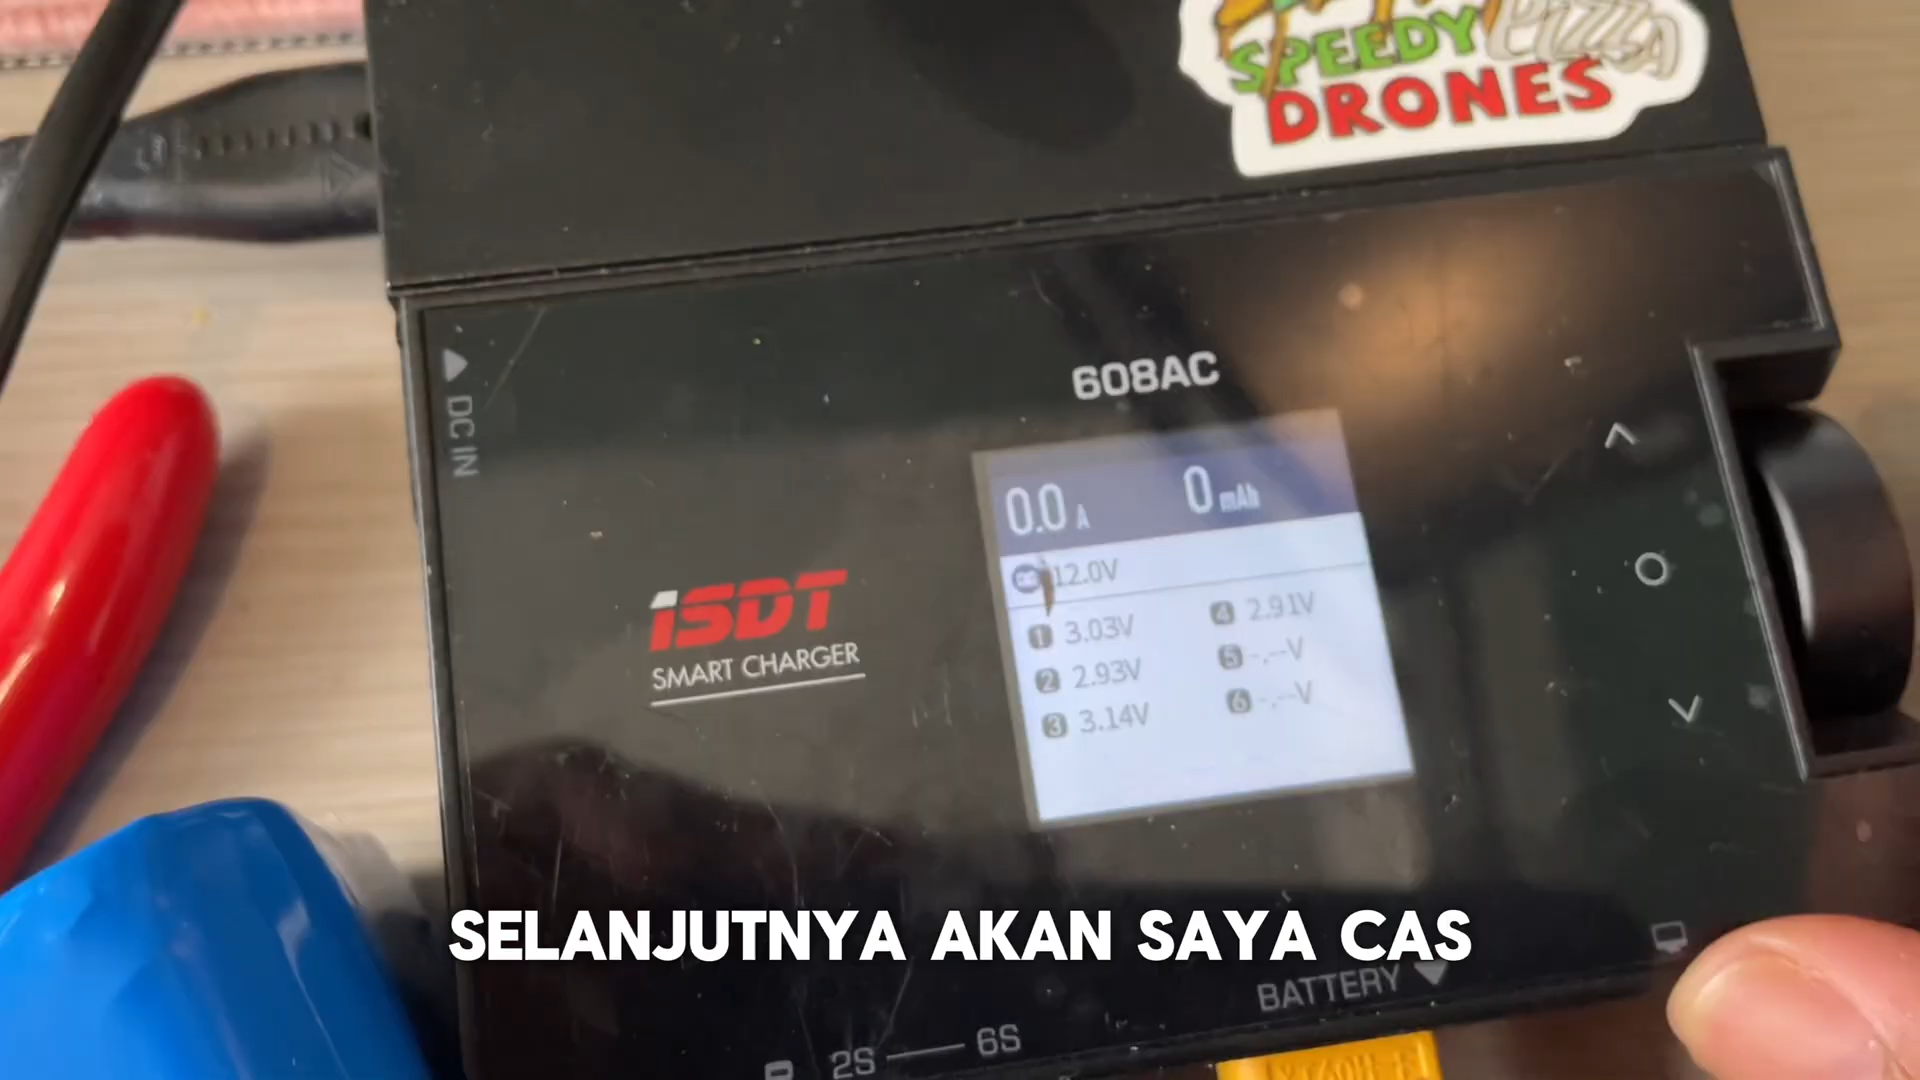 SPEEDY Pizza
DRONES
DC IN
608AC
0.0 A 0 mAh
12.0V
1 3.03V 4 2.91V
2 2.93V 5 -.--V
3 3.14V 6 -.--V
iSDT
SMART CHARGER
SELANJUTNYA AKAN SAYA CAS
BATTERY
2S 6S